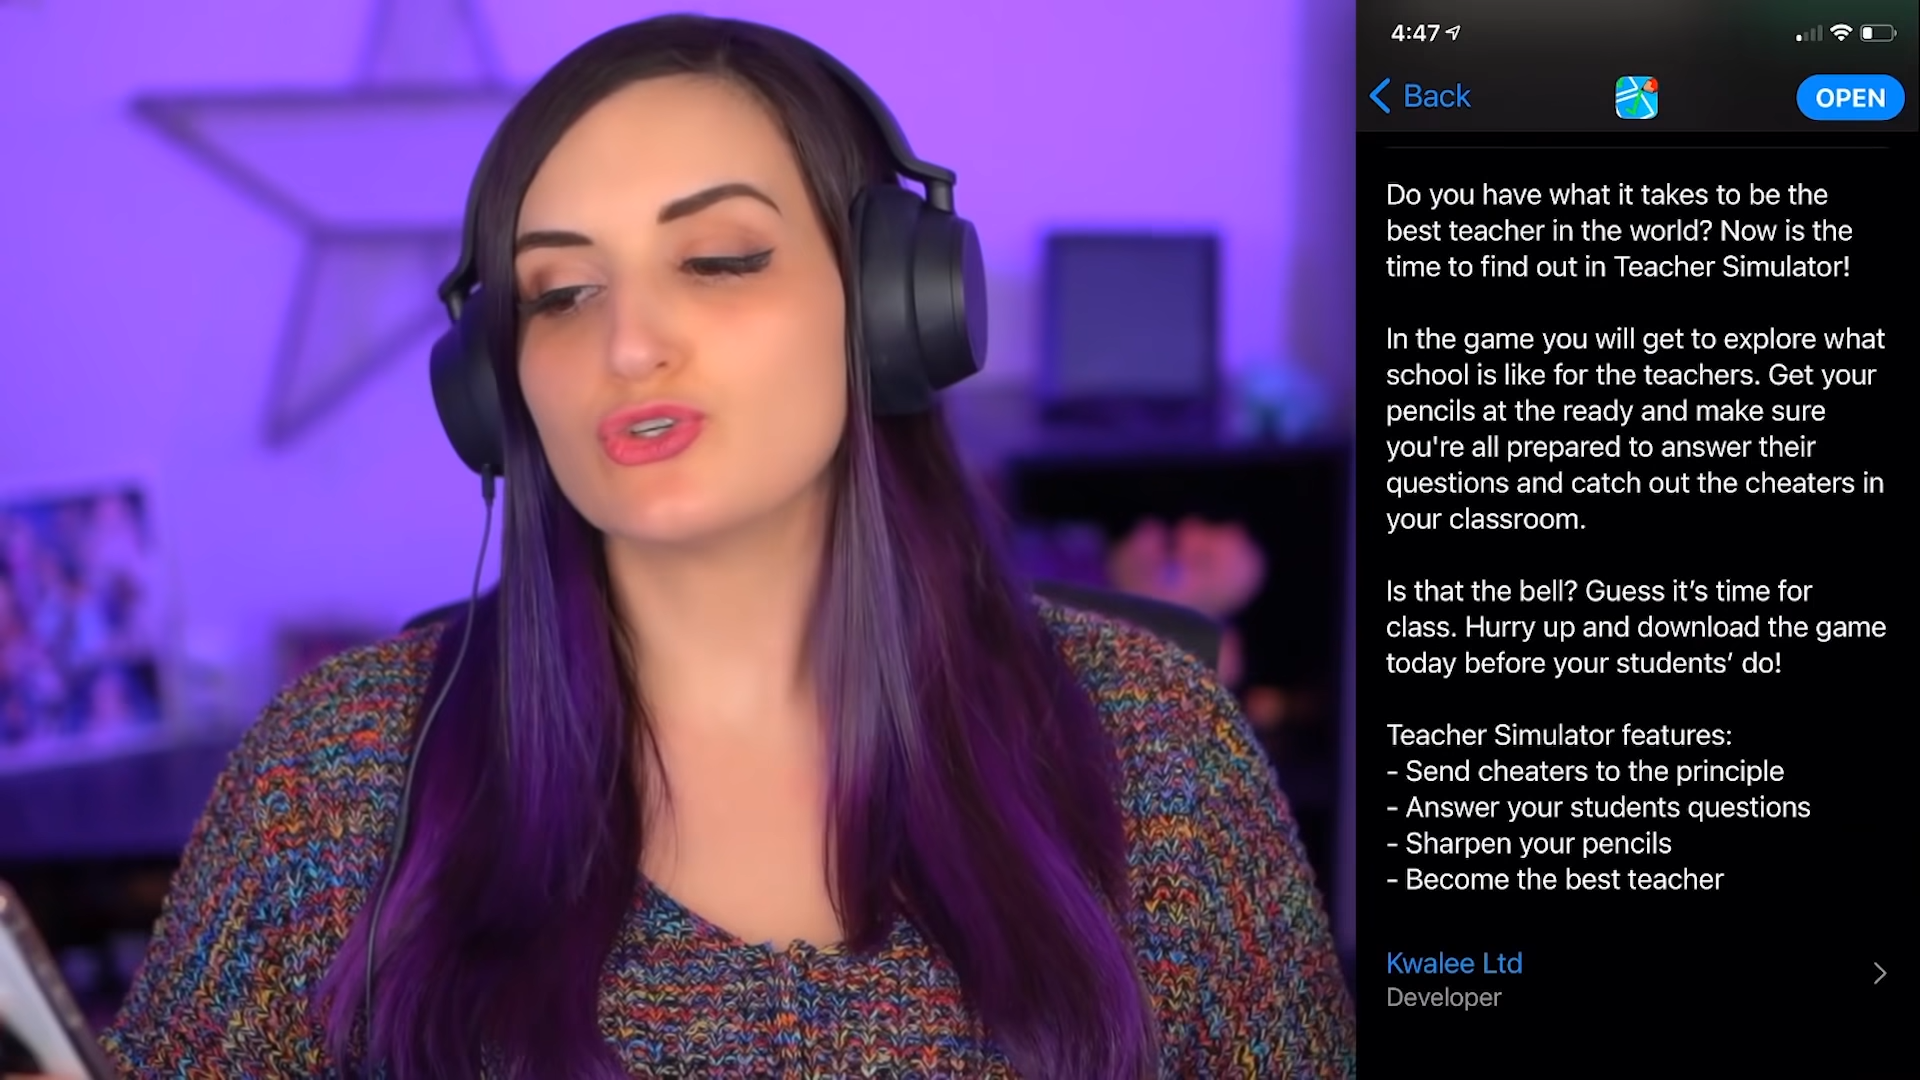 4:47
Back
OPEN
Do you have what it takes to be the
best teacher in the world? Now is the
time to find out in Teacher Simulator!
In the game you will get to explore what
school is like for the teachers. Get your
pencils at the ready and make sure
you're all prepared to answer their
questions and catch out the cheaters in
your classroom.
Is that the bell? Guess it’s time for
class. Hurry up and download the game
today before your students’ do!
Teacher Simulator features:
- Send cheaters to the principle
- Answer your students questions
- Sharpen your pencils
- Become the best teacher
Kwalee Ltd
Developer